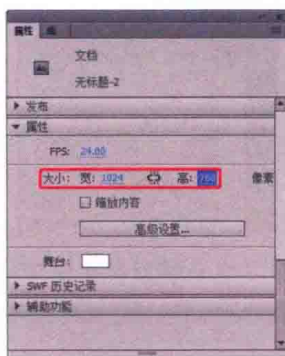 属性 库
文档
无标题-2
发布
属性
FPS: 24.00
大小: 宽: 1024 高: 像素
缩放内容
高级设置...
舞台:
SWF 历史记录
辅助功能